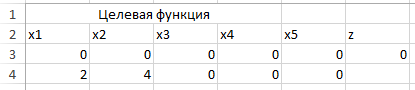 1 Целевая функция
2 x1 x2 x3 x4 x5 z
3 0 0 0 0 0 0
4 2 4 0 0 0